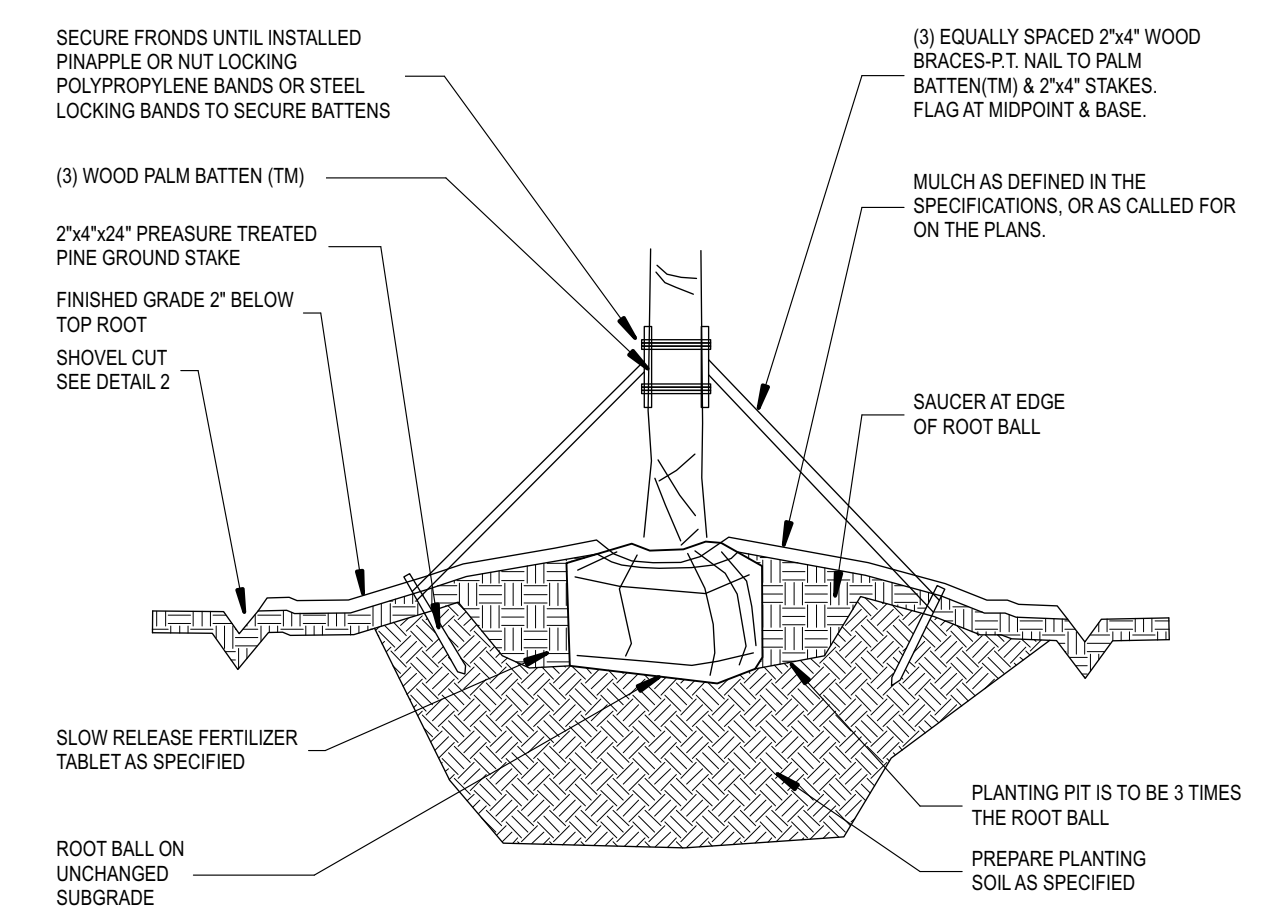 SECURE FRONDS UNTIL INSTALLED
PINAPPLE OR NUT LOCKING
POLYPROPYLENE BANDS OR STEEL
LOCKING BANDS TO SECURE BATTENS
(3) WOOD PALM BATTEN (TM)
2"x4"x24" PREASURE TREATED
PINE GROUND STAKE
FINISHED GRADE 2" BELOW
TOP ROOT
SHOVEL CUT
SEE DETAIL 2
SLOW RELEASE FERTILIZER
TABLET AS SPECIFIED
ROOT BALL ON
UNCHANGED
SUBGRADE
(3) EQUALLY SPACED 2"x4" WOOD
BRACES-P.T. NAIL TO PALM
BATTEN(TM) & 2"x4" STAKES.
FLAG AT MIDPOINT & BASE.
MULCH AS DEFINED IN THE
SPECIFICATIONS, OR AS CALLED FOR
ON THE PLANS.
SAUCER AT EDGE
OF ROOT BALL
PLANTING PIT IS TO BE 3 TIMES
THE ROOT BALL
PREPARE PLANTING
SOIL AS SPECIFIED